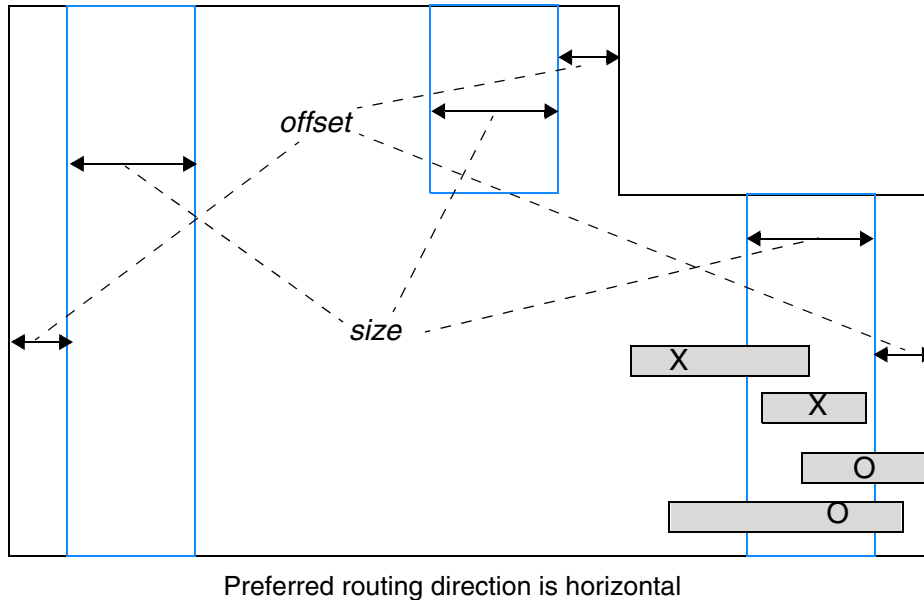 offset
size
X
X
O
O
Preferred routing direction is horizontal